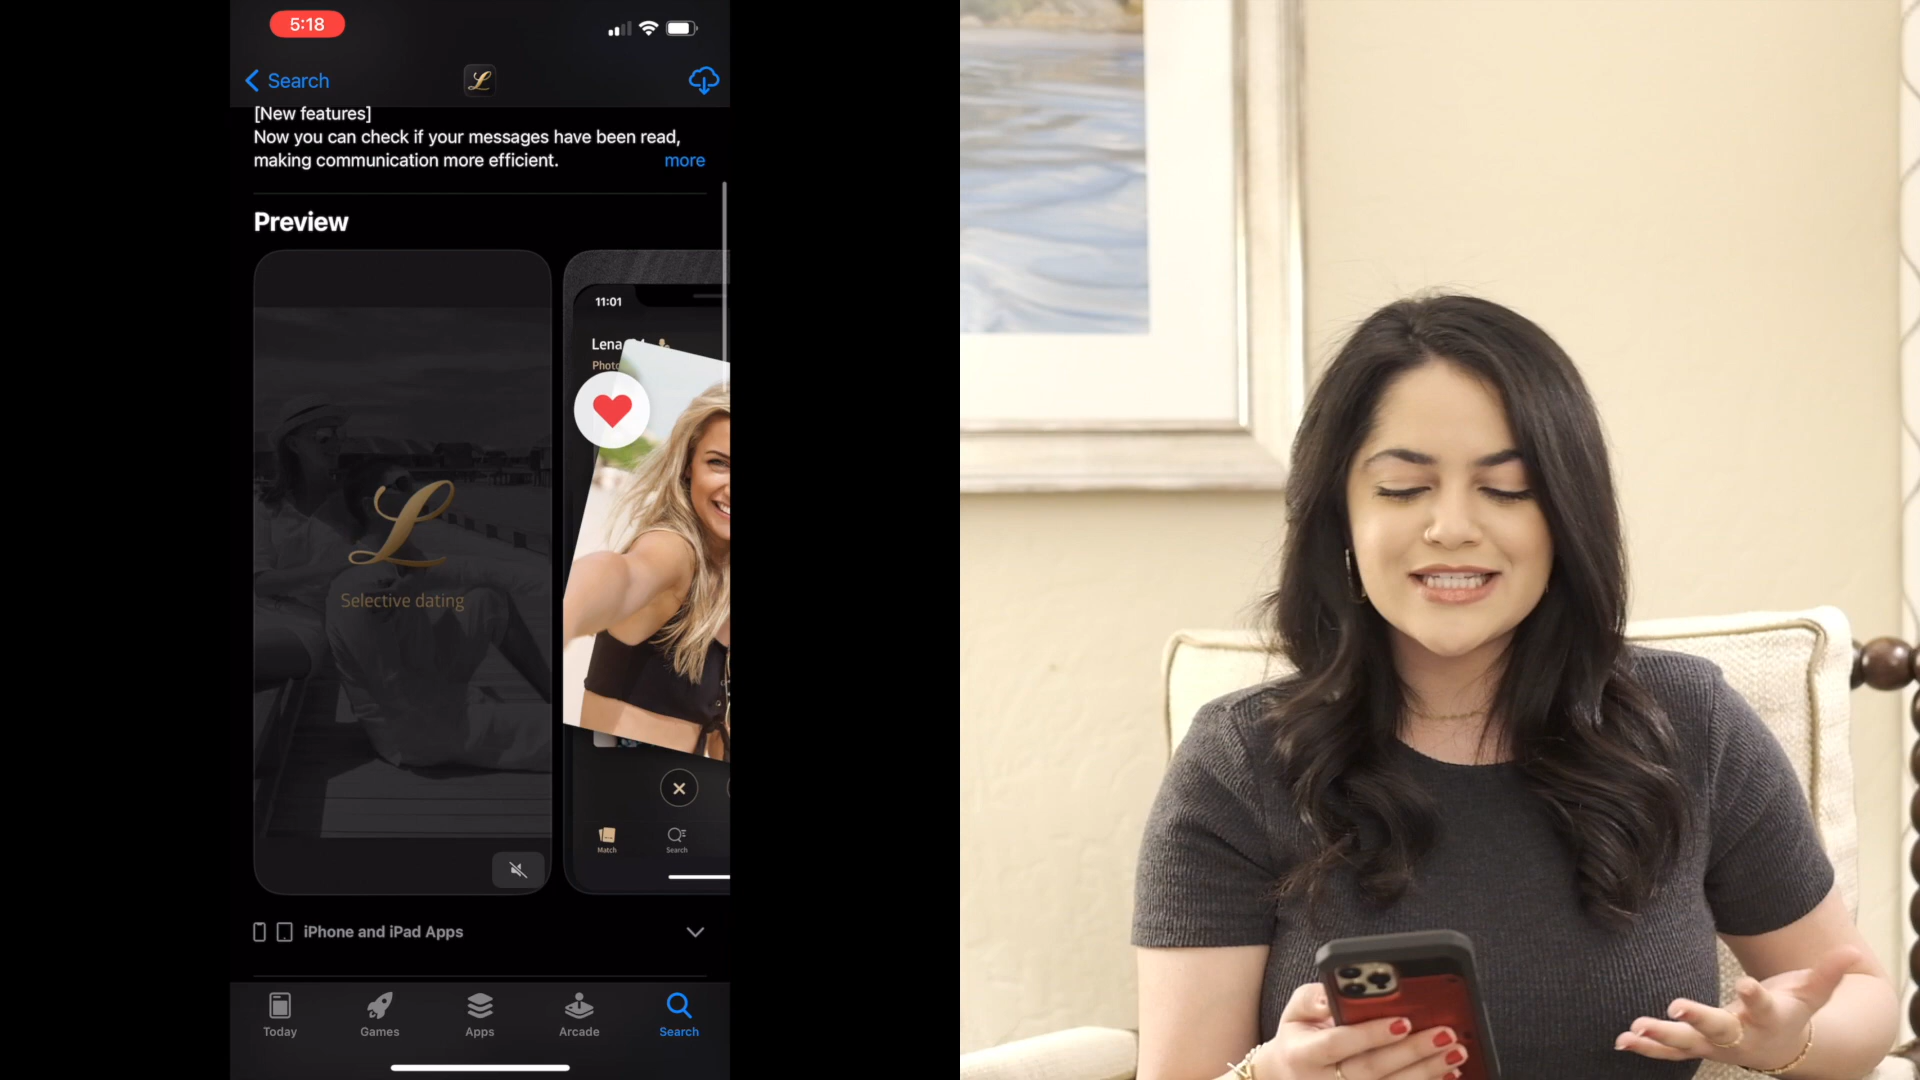 5:18
Search
[New features]
Now you can check if your messages have been read,
making communication more efficient.
more
Preview
L
Selective dating
11:01
Lena
Match
Search
iPhone and iPad Apps
Today
Games
Apps
Arcade
Search